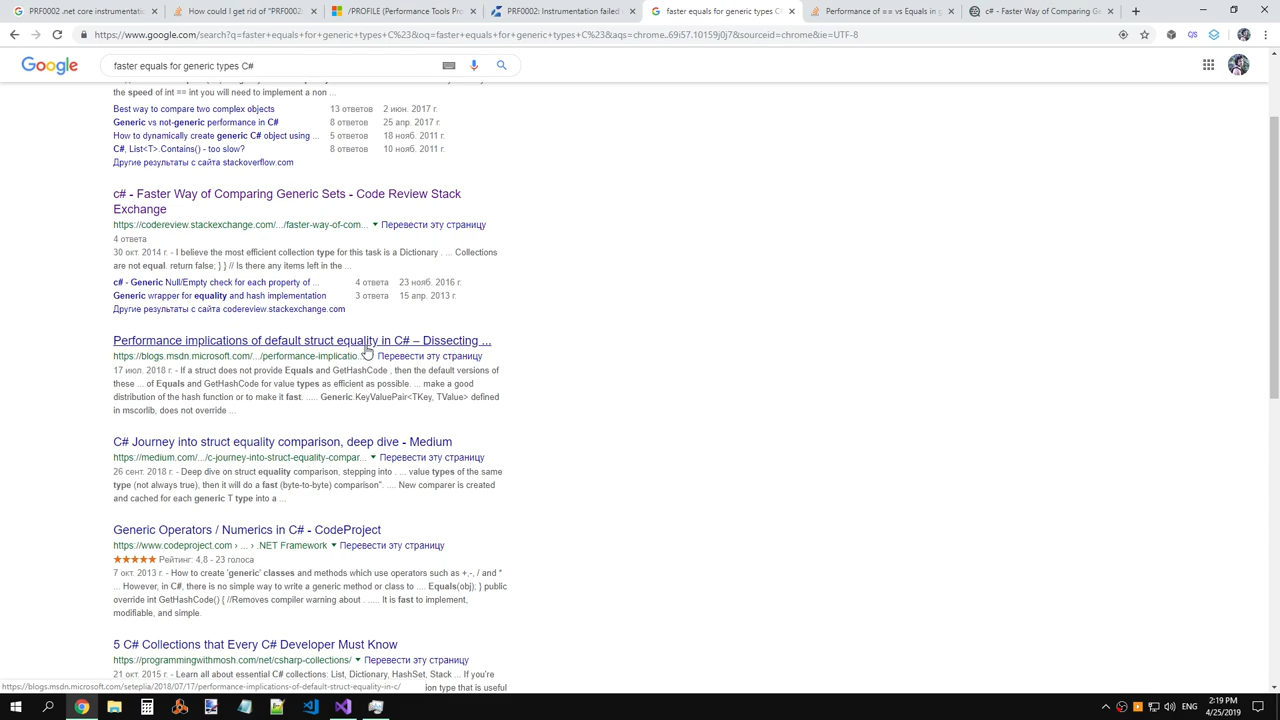 PRF0002 .net core instrumentatic
How could I get rid of "PRF0002:
/PROFILE (Performance Tools Pro
PRF0002: Instrumentation failed
faster equals for generic types C
Performance of == vs Equals in g
c# - Faster Way of Comparing Ge
https://www.google.com/search?q=faster+equals+for+generic+types+C%23&oq=faster+equals+for+generic+types+C%23&aqs=chrome..69i57.10159j0j7&sourceid=chrome&ie=UTF-8
Google
faster equals for generic types C#
the speed of int == int you will need to implement a non ...
Best way to compare two complex objects 13 ответов 2 июн. 2017 г.
Generic vs not-generic performance in C# 8 ответов 25 апр. 2017 г.
How to dynamically create generic C# object using ... 5 ответов 18 нояб. 2011 г.
C#, List<T>.Contains() - too slow? 8 ответов 10 нояб. 2011 г.
Другие результаты с сайта stackoverflow.com
c# - Faster Way of Comparing Generic Sets - Code Review Stack
Exchange
https://codereview.stackexchange.com/.../faster-way-of-com... Перевести эту страницу
4 ответа
30 окт. 2014 г. - I believe the most efficient collection type for this task is a Dictionary . ... Collections
are not equal. return false; } } // Is there any items left in the ...
c# - Generic Null/Empty check for each property of ... 4 ответа 23 нояб. 2016 г.
Generic wrapper for equality and hash implementation 3 ответа 15 апр. 2013 г.
Другие результаты с сайта codereview.stackexchange.com
Performance implications of default struct equality in C# – Dissecting ...
https://blogs.msdn.microsoft.com/.../performance-implicatio... Перевести эту страницу
17 июл. 2018 г. - If a struct does not provide Equals and GetHashCode , then the default versions of
these ... of Equals and GetHashCode for value types as efficient as possible. ... make a good
distribution of the hash function or to make it fast. ..... Generic.KeyValuePair<TKey, TValue> defined
in mscorlib, does not override ...
C# Journey into struct equality comparison, deep dive - Medium
https://medium.com/.../c-journey-into-struct-equality-compar... Перевести эту страницу
26 сент. 2018 г. - Deep dive on struct equality comparison, stepping into . ... value types of the same
type (not always true), then it will do a fast (byte-to-byte) comparison". .... New comparer is created
and cached for each generic T type into a ...
Generic Operators / Numerics in C# - CodeProject
https://www.codeproject.com › ... › .NET Framework Перевести эту страницу
Рейтинг: 4,8 - 23 голоса
7 окт. 2013 г. - How to create 'generic' classes and methods which use operators such as +,-, / and *
... However, in C#, there is no simple way to write a generic method or class to .... Equals(obj); } public
override int GetHashCode() { //Removes compiler warning about . ..... It is fast to implement,
modifiable, and simple.
5 C# Collections that Every C# Developer Must Know
https://programmingwithmosh.com/net/csharp-collections/ Перевести эту страницу
21 окт. 2015 г. - Learn all about essential C# collections: List, Dictionary, HashSet, Stack ... If you're
https://blogs.msdn.microsoft.com/seteplia/2018/07/17/performance-implications-of-default-struct-equality-in-c/ ion type that is useful
ENG
2:19 PM
4/25/2019